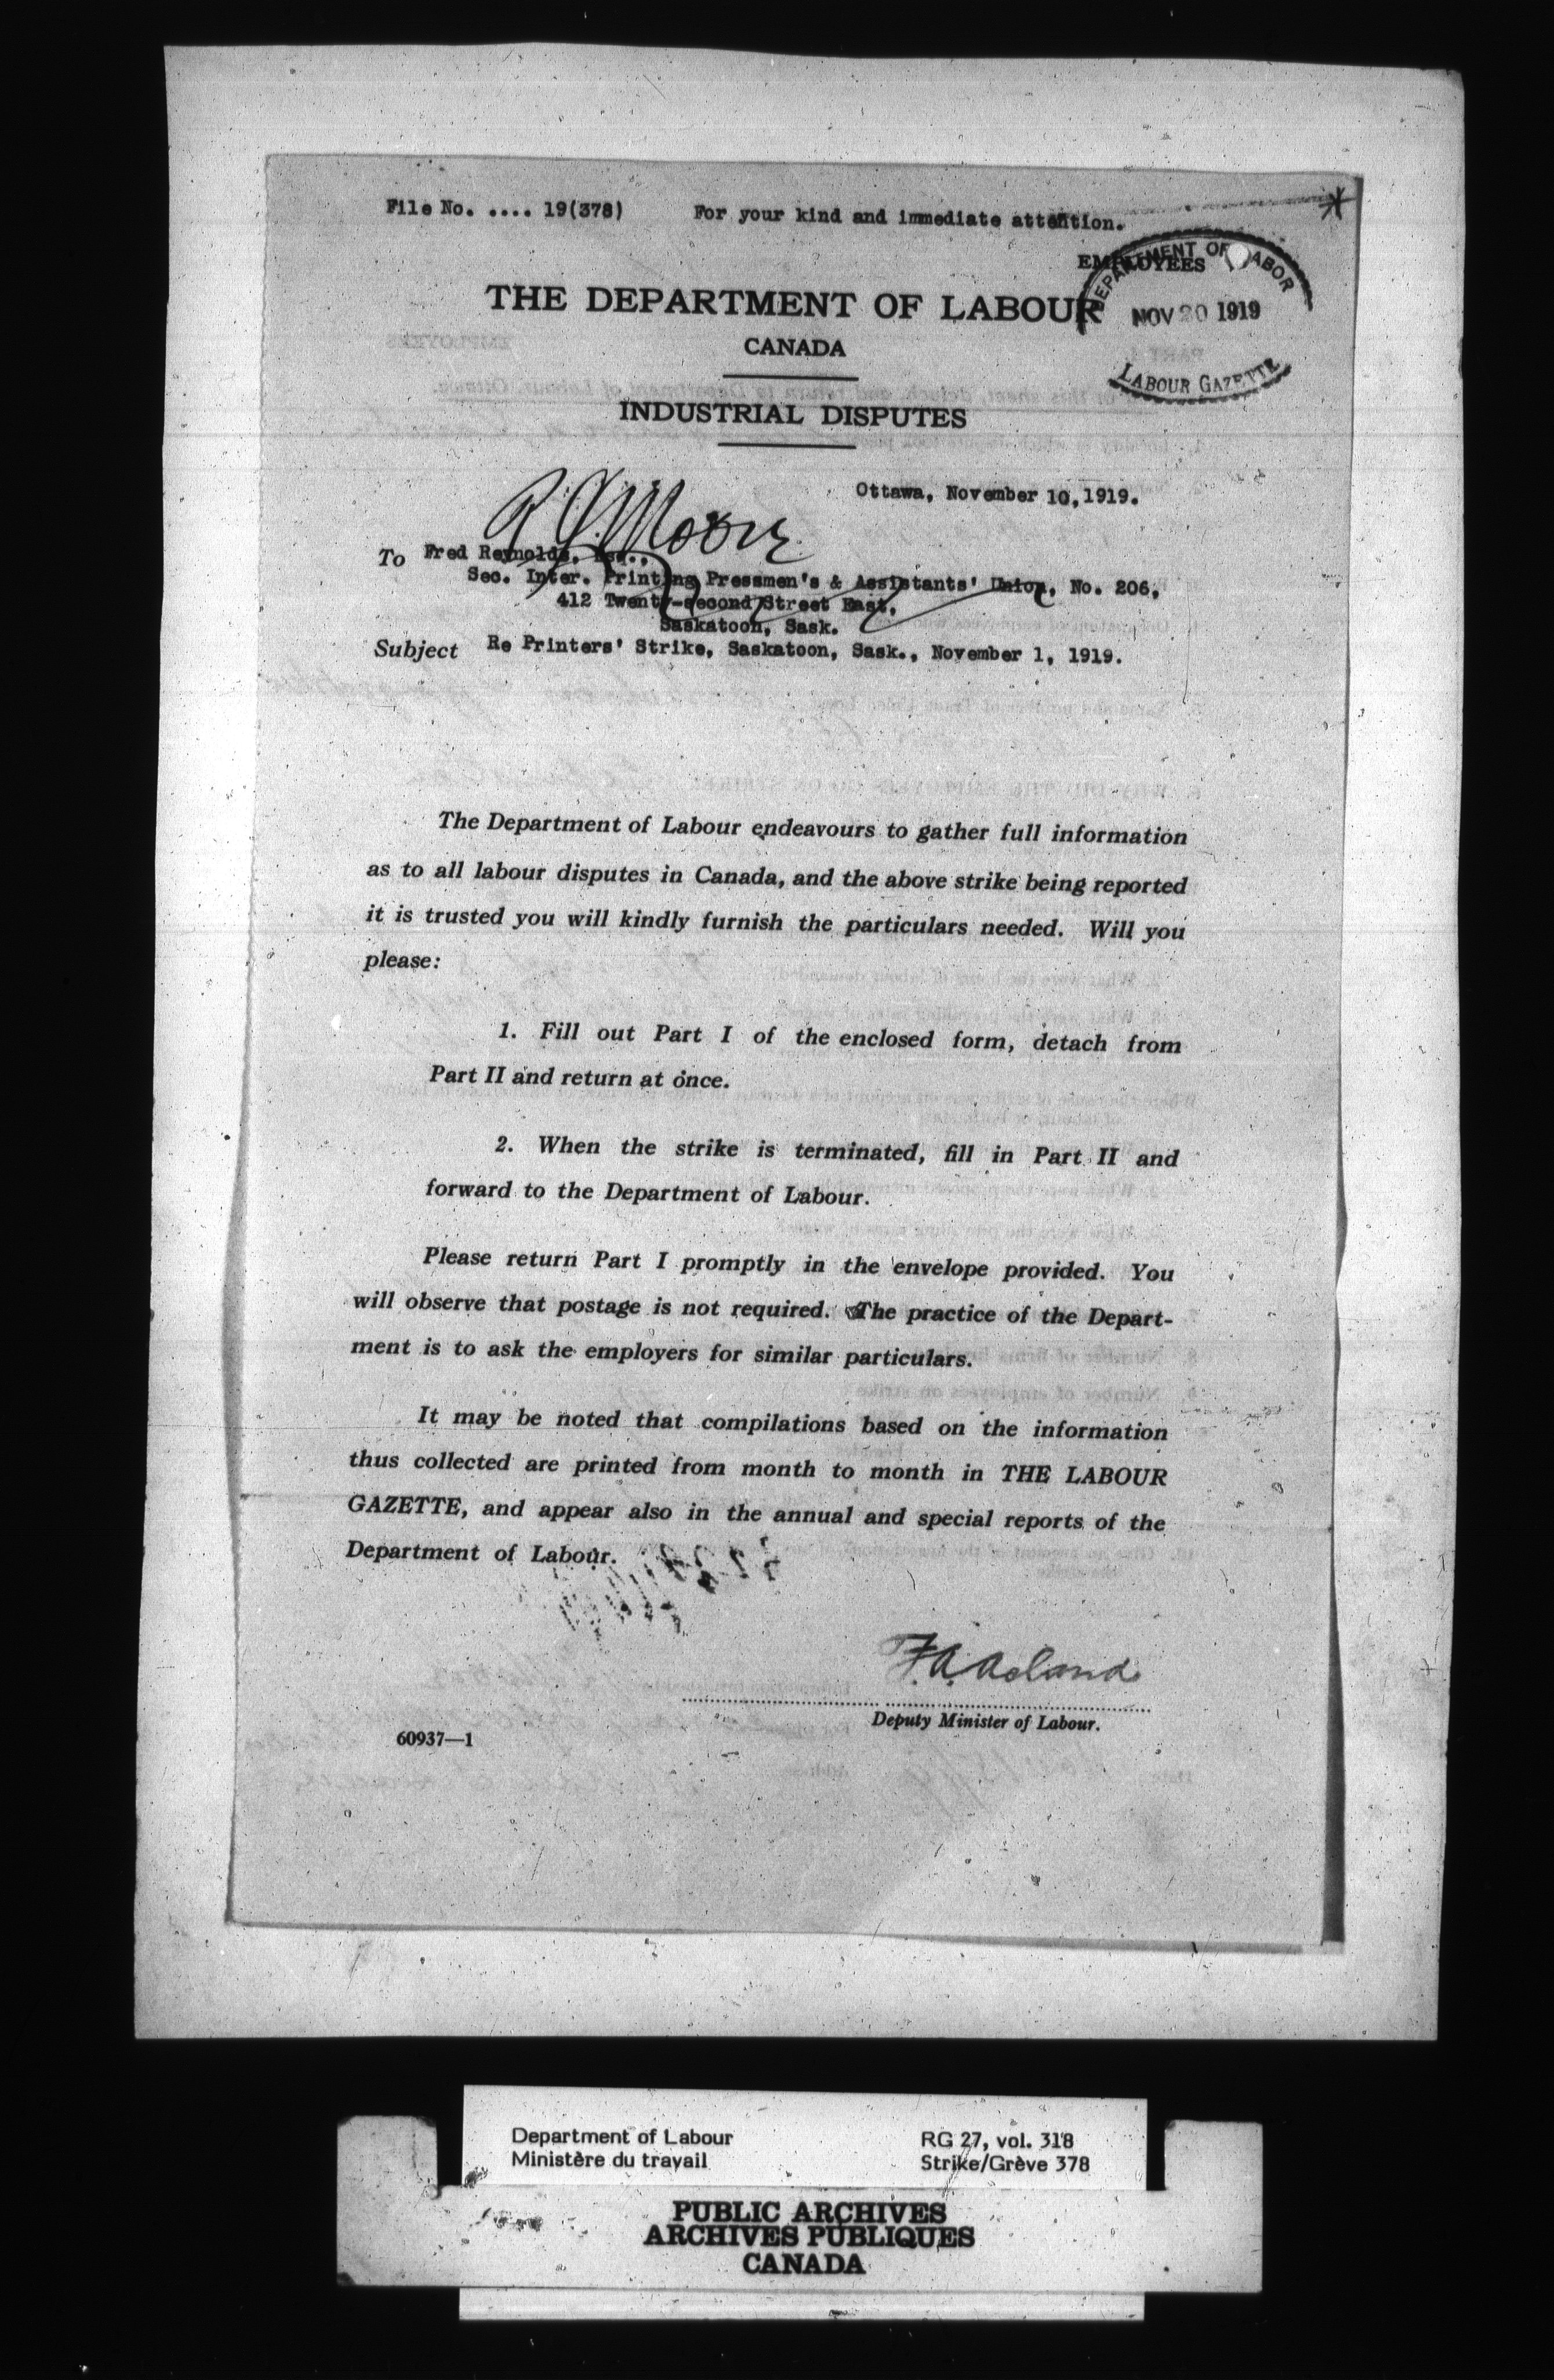 File No. .... 19(378) For your kind and immediate attention.
EMPLOYEES
DEPARTMENT OF LABOR
NOV 20 1919
LABOUR GAZETTE
THE DEPARTMENT OF LABOUR
CANADA
INDUSTRIAL DISPUTES
Ottawa, November 10, 1919.
Moore
To Fred Reynolds, Esq.,
Sec. Inter. Printing Pressmen's & Assistants' Union, No. 206,
412 Twenty-second Street East,
Saskatoon, Sask.
Subject Re Printers' Strike, Saskatoon, Sask., November 1, 1919.
The Department of Labour endeavours to gather full information
as to all labour disputes in Canada, and the above strike being reported
it is trusted you will kindly furnish the particulars needed. Will you
please:
1. Fill out Part I of the enclosed form, detach from
Part II and return at once.
2. When the strike is terminated, fill in Part II and
forward to the Department of Labour.
Please return Part I promptly in the envelope provided. You
will observe that postage is not required. The practice of the Depart-
ment is to ask the employers for similar particulars.
It may be noted that compilations based on the information
thus collected are printed from month to month in THE LABOUR
GAZETTE, and appear also in the annual and special reports of the
Department of Labour.
F.A. Acland
Deputy Minister of Labour.
60937—1
Department of Labour
Ministère du travail
RG 27, vol. 318
Strike/Grève 378
PUBLIC ARCHIVES
ARCHIVES PUBLIQUES
CANADA